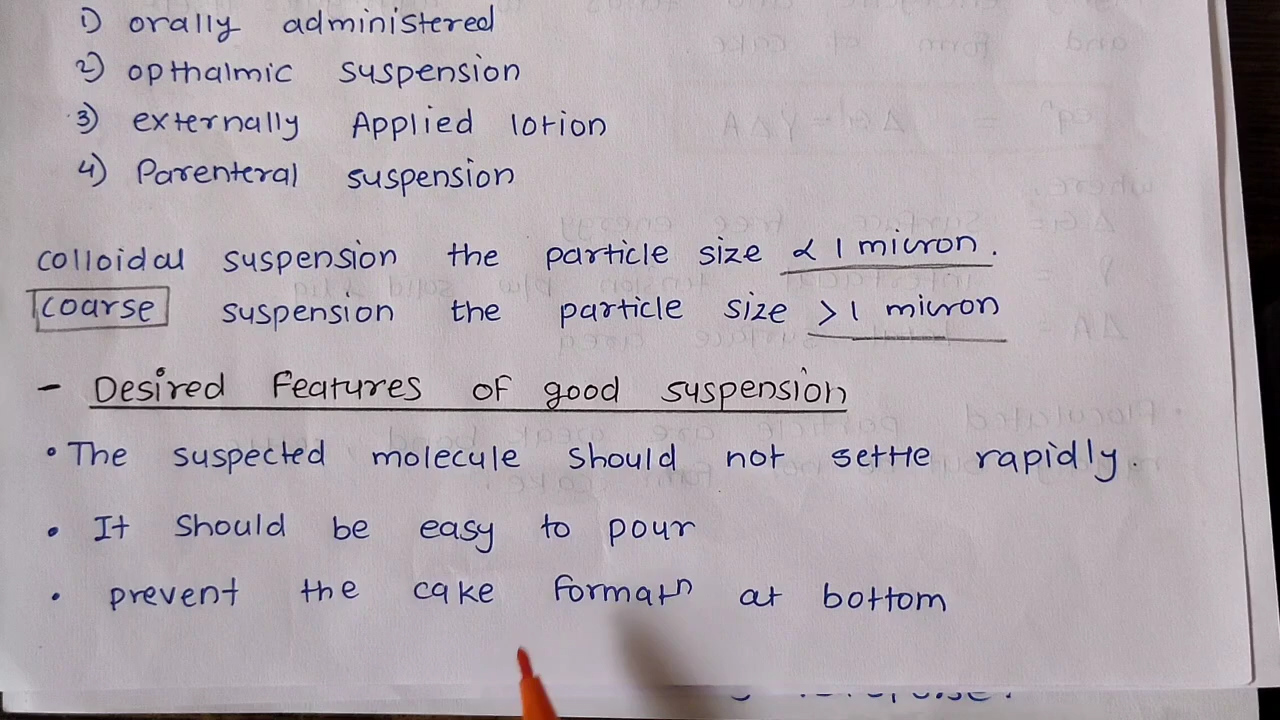 1) orally administered
2) opthalmic suspension
3) externally Applied lotion
4) Parenteral suspension
colloidal suspension the particle size < 1 micron.
coarse suspension the particle size > 1 micron
- Desired Features of good suspension
• The suspected molecule should not settle rapidly.
• It should be easy to pour
• prevent the cake formatn at bottom